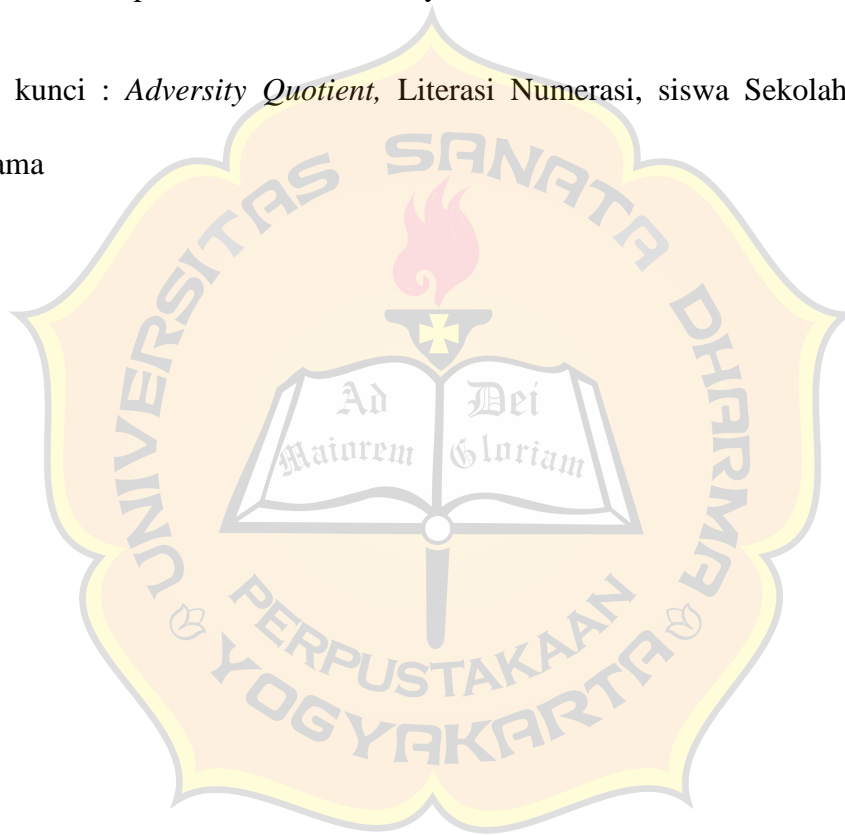 kunci : Adversity Quotient, Literasi Numerasi, siswa Sekolah
ama
UNIVERSITAS SANATA DHARMA
Ad Dei
Maiorem Gloriam
PERPUSTAKAAN
YOGYAKARTA